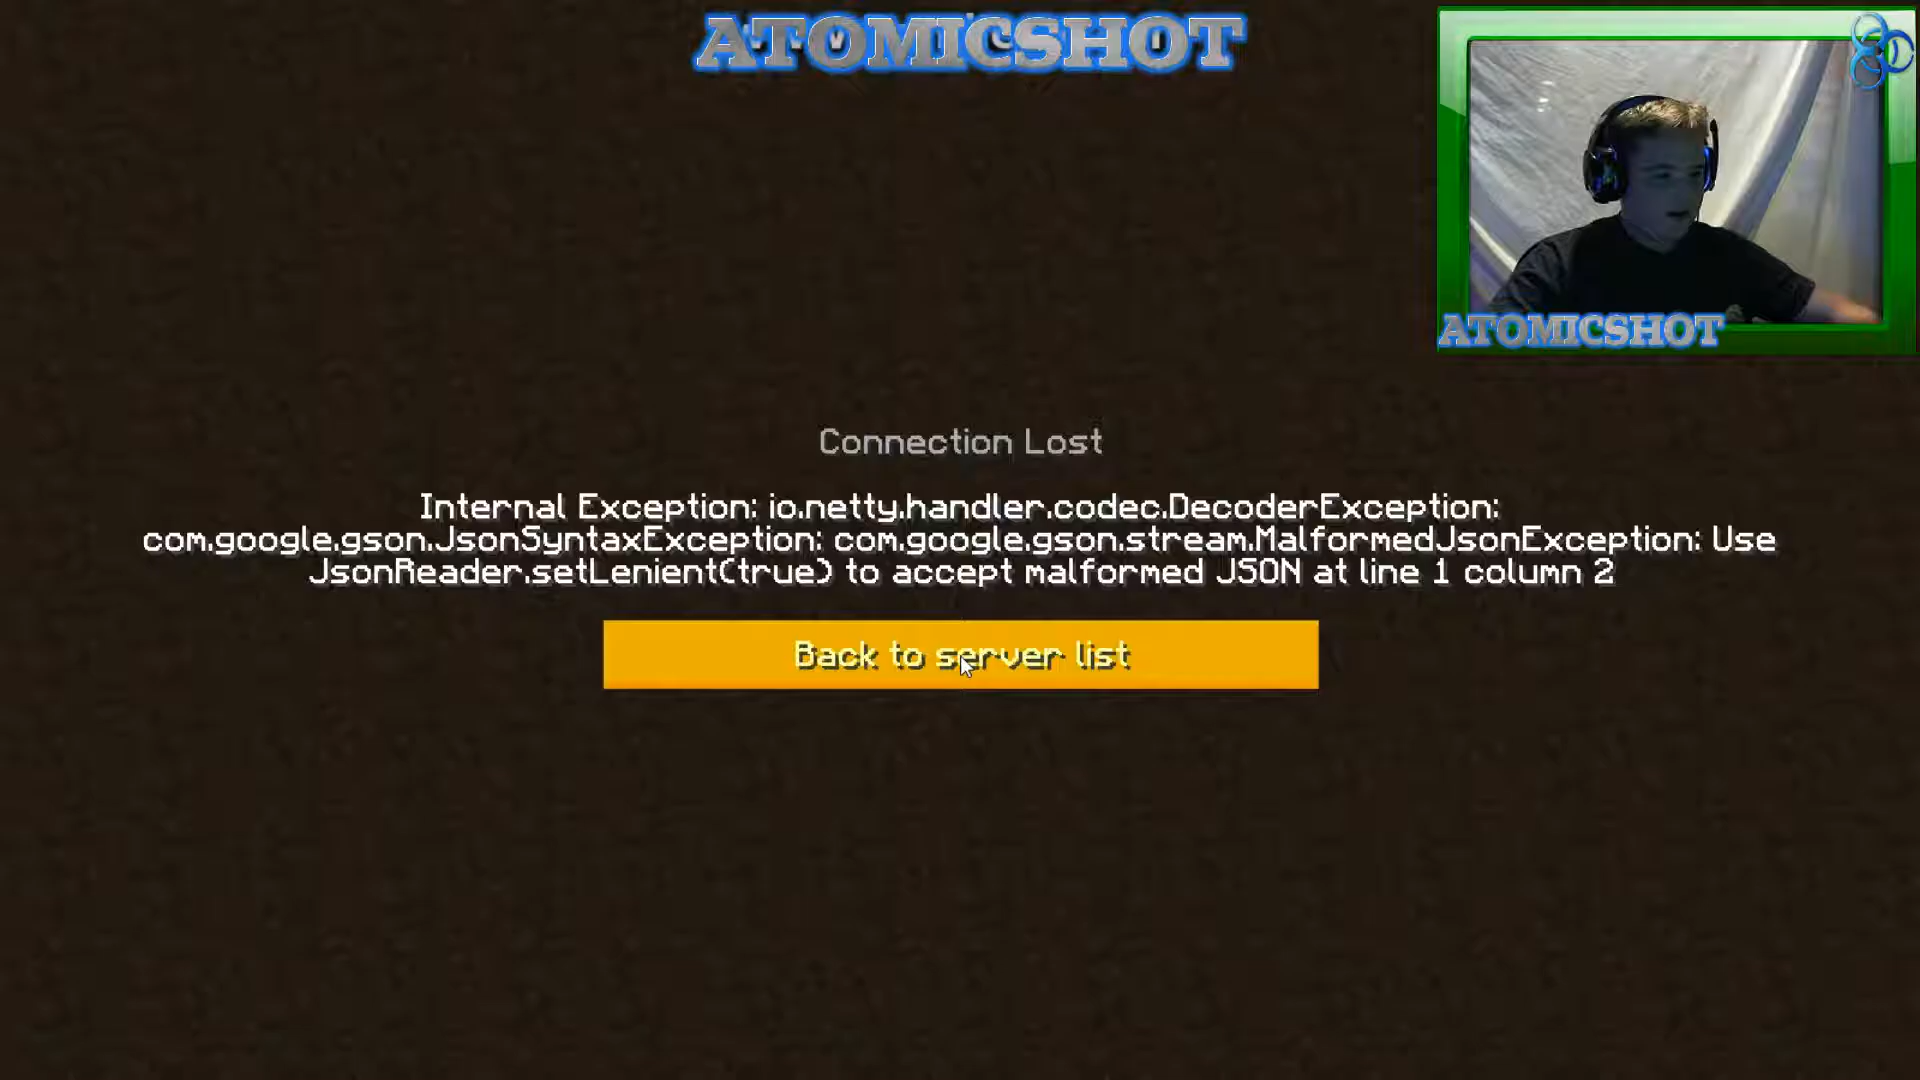 ATOMICSHOT
ATOMICSHOT
Connection Lost
Internal Exception: io.netty.handler.codec.DecoderException:
com.google.gson.JsonSyntaxException: com.google.gson.stream.MalformedJsonException: Use
JsonReader.setLenient(true) to accept malformed JSON at line 1 column 2
Back to server list